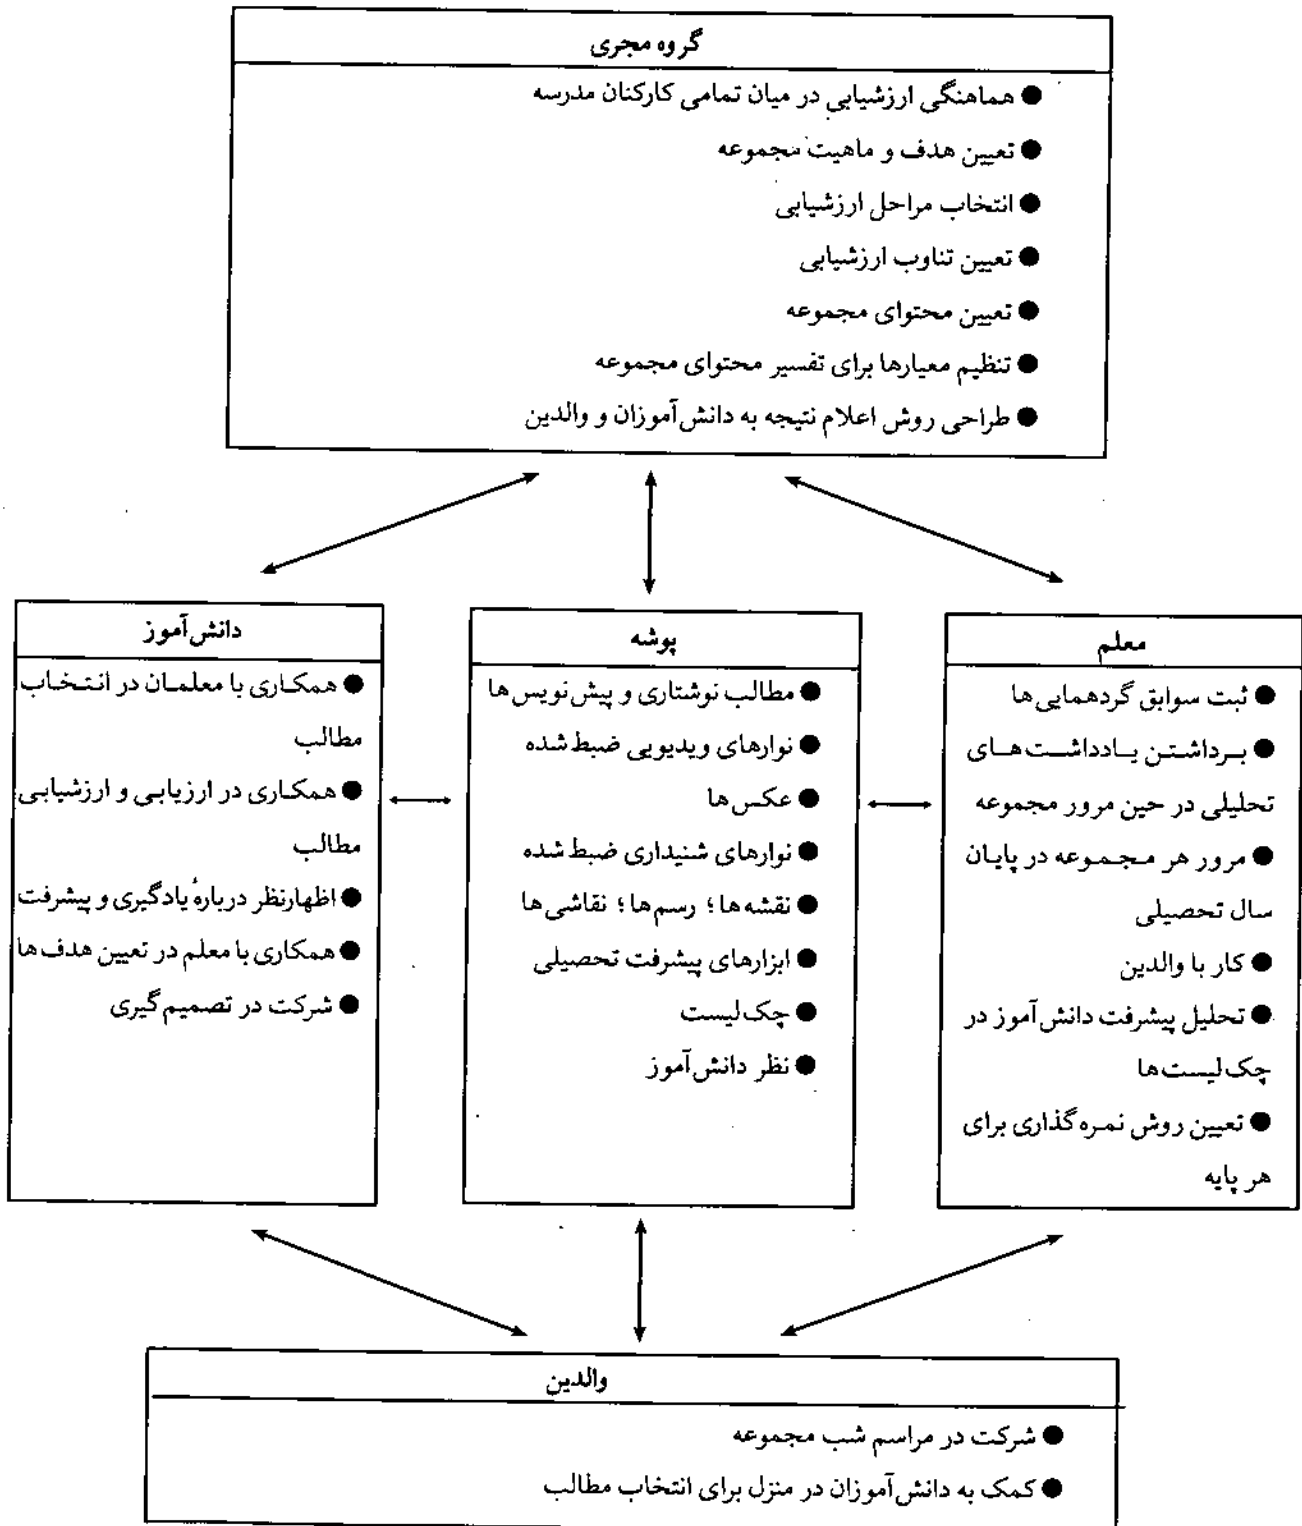 گروه مجری
● هماهنگی ارزشیابی در میان تمامی کارکنان مدرسه
● تعیین هدف و ماهیت مجموعه
● انتخاب مراحل ارزشیابی
● تعیین تناوب ارزشیابی
● تعیین محتوای مجموعه
● تنظیم معیارها برای تفسیر محتوای مجموعه
● طراحی روش اعلام نتیجه به دانش‌آموزان و والدین
معلم
● ثبت سوابق گردهمایی‌ها
● برداشتن یادداشت‌های
تحلیلی در حین مرور مجموعه
● مرور هر مجموعه در پایان
سال تحصیلی
● کار با والدین
● تحلیل پیشرفت دانش‌آموز در
چک‌لیست‌ها
● تعیین روش نمره‌گذاری برای
هر پایه
پوشه
● مطالب نوشتاری و پیش‌نویس‌ها
● نوارهای ویدیویی ضبط‌شده
● عکس‌ها
● نوارهای شنیداری ضبط‌شده
● نقشه‌ها؛ رسم‌ها؛ نقاشی‌ها
● ابزارهای پیشرفت تحصیلی
● چک‌لیست
● نظر دانش‌آموز
دانش‌آموز
● همکاری با معلمان در انتخاب
مطالب
● همکاری در ارزیابی و ارزشیابی
مطالب
● اظهارنظر دربارهٔ یادگیری و پیشرفت
● همکاری با معلم در تعیین هدف‌ها
● شرکت در تصمیم‌گیری
والدین
● شرکت در مراسم شب مجموعه
● کمک به دانش‌آموزان در منزل برای انتخاب مطالب